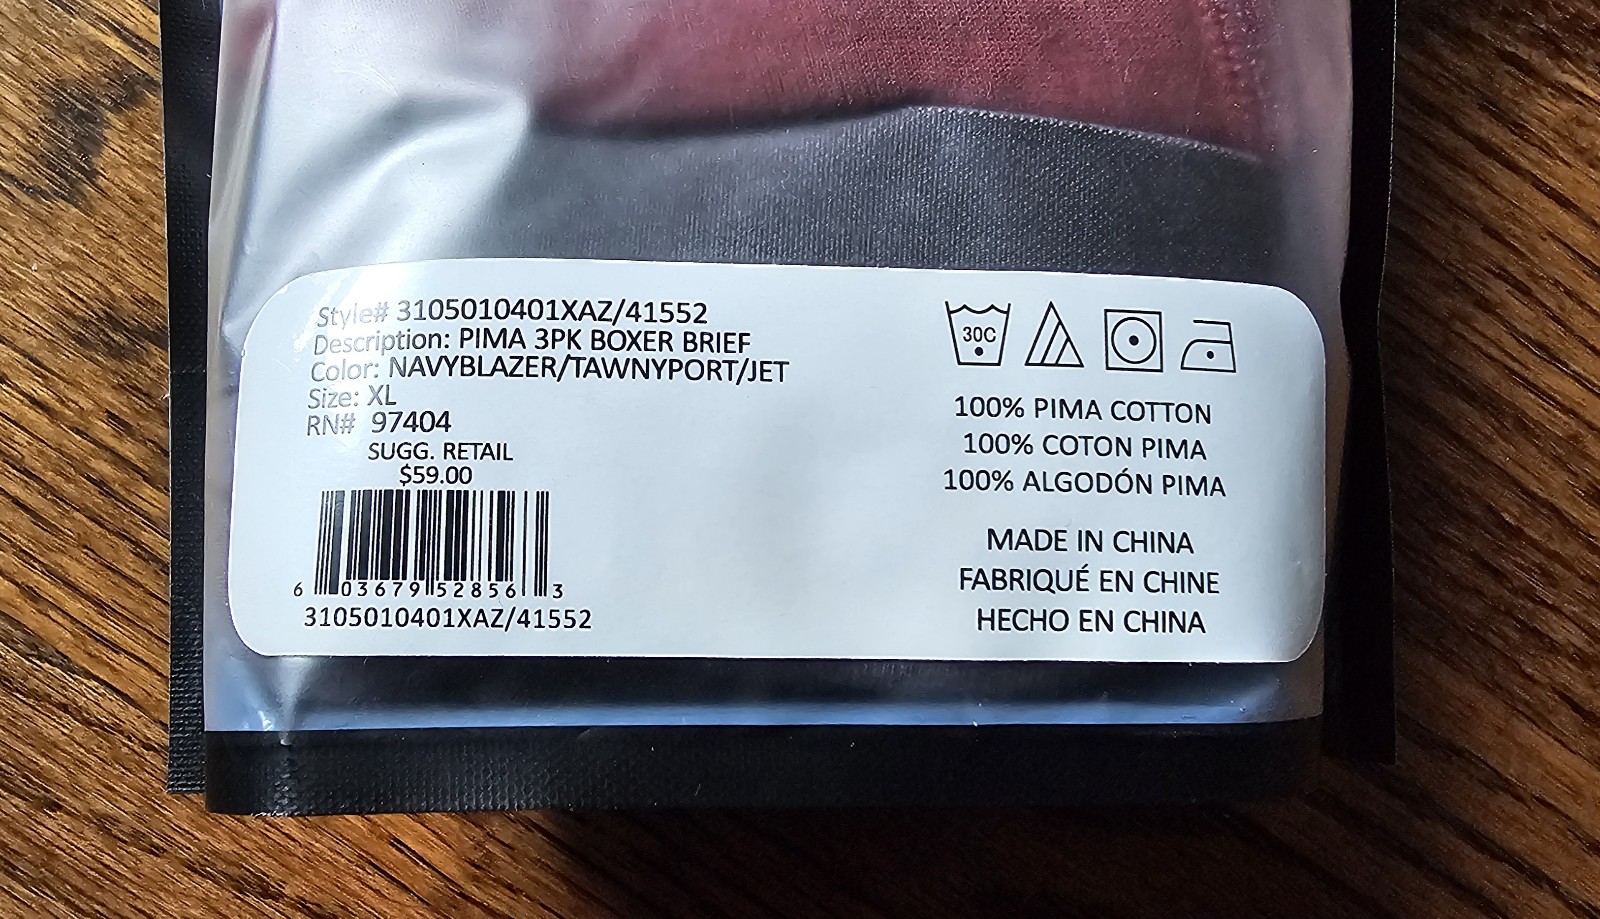 Style# 3105010401XAZ/41552
Description: PIMA 3PK BOXER BRIEF
Color: NAVYBLAZER/TAWNYPORT/JET
Size: XL
RN# 97404
SUGG. RETAIL
$59.00
6 03679 52856 3
3105010401XAZ/41552
30C
100% PIMA COTTON
100% COTON PIMA
100% ALGODÓN PIMA
MADE IN CHINA
FABRIQUÉ EN CHINE
HECHO EN CHINA